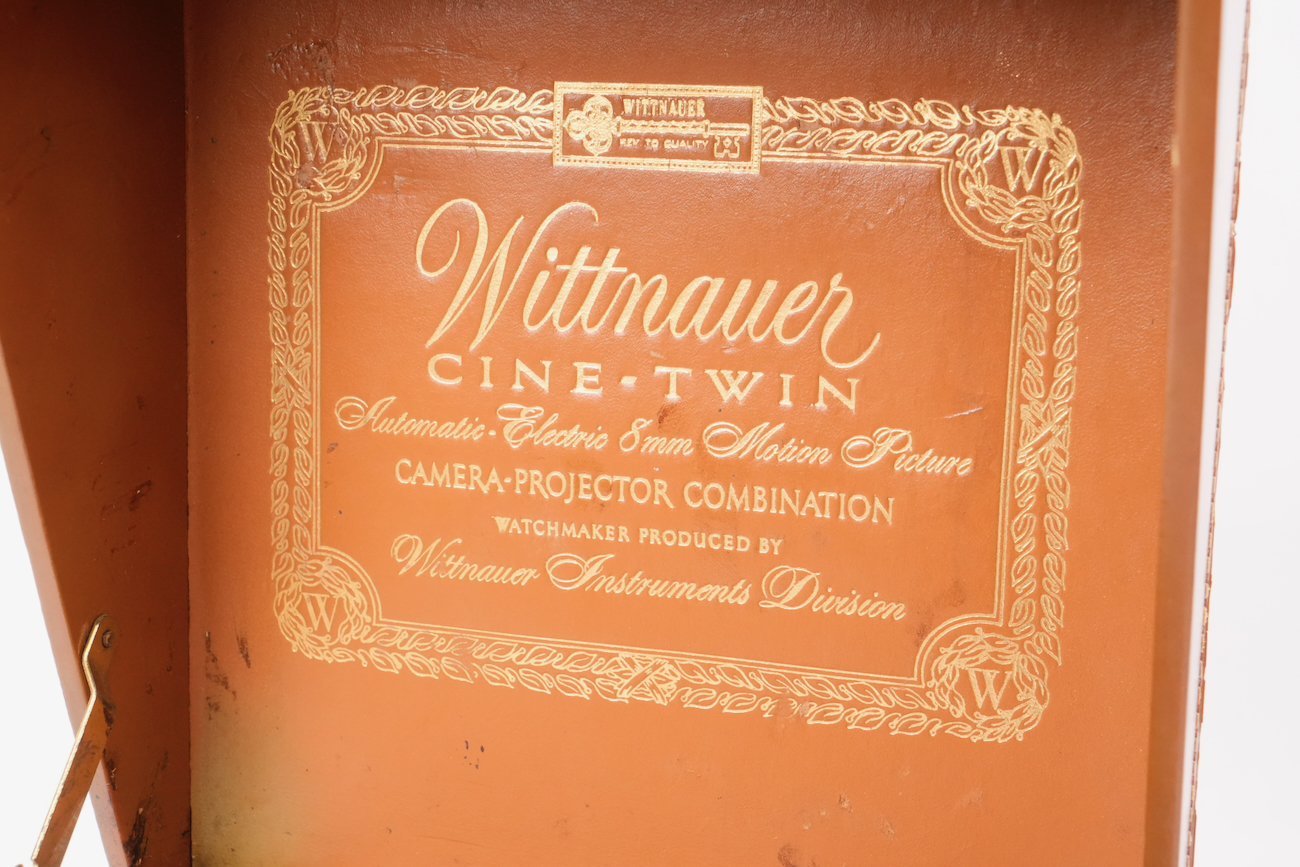 WITTNAUER
KEY TO QUALITY
W W
Wittnauer
CINE-TWIN
Automatic-Electric 8mm Motion Picture
CAMERA-PROJECTOR COMBINATION
WATCHMAKER PRODUCED BY
Wittnauer Instruments Division
W W